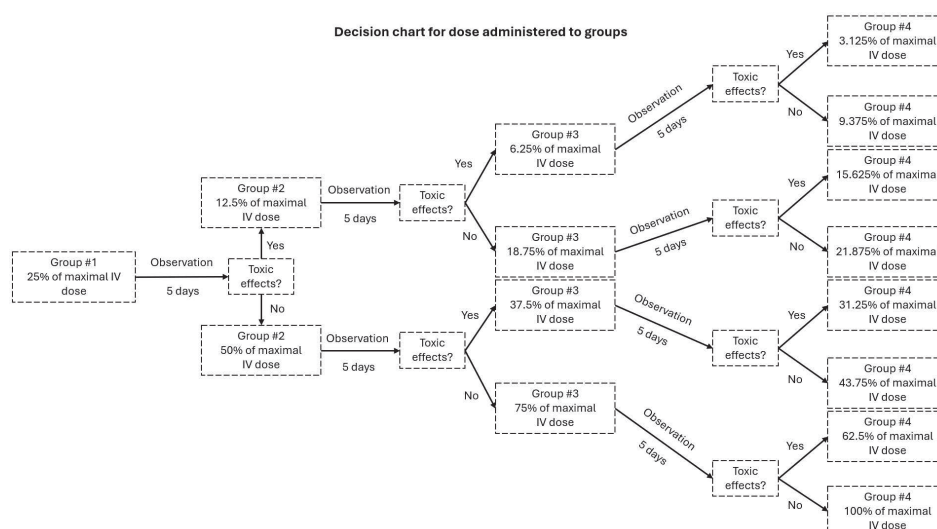 Decision chart for dose administered to groups
Group #1
25% of maximal IV
dose
Observation
5 days
Toxic
effects?
Yes
No
Group #2
12.5% of maximal
IV dose
Observation
5 days
Toxic
effects?
Yes
No
Group #2
50% of maximal
IV dose
Observation
5 days
Toxic
effects?
Yes
No
Group #3
6.25% of maximal
IV dose
Observation
5 days
Toxic
effects?
Yes
No
Group #3
18.75% of maximal
IV dose
Observation
5 days
Toxic
effects?
Yes
No
Group #3
37.5% of maximal
IV dose
Observation
5 days
Toxic
effects?
Yes
No
Group #3
75% of maximal
IV dose
Observation
5 days
Toxic
effects?
Yes
No
Group #4
3.125% of maximal
IV dose
Group #4
9.375% of maximal
IV dose
Group #4
15.625% of maximal
IV dose
Group #4
21.875% of maximal
IV dose
Group #4
31.25% of maximal
IV dose
Group #4
43.75% of maximal
IV dose
Group #4
62.5% of maximal
IV dose
Group #4
100% of maximal
IV dose